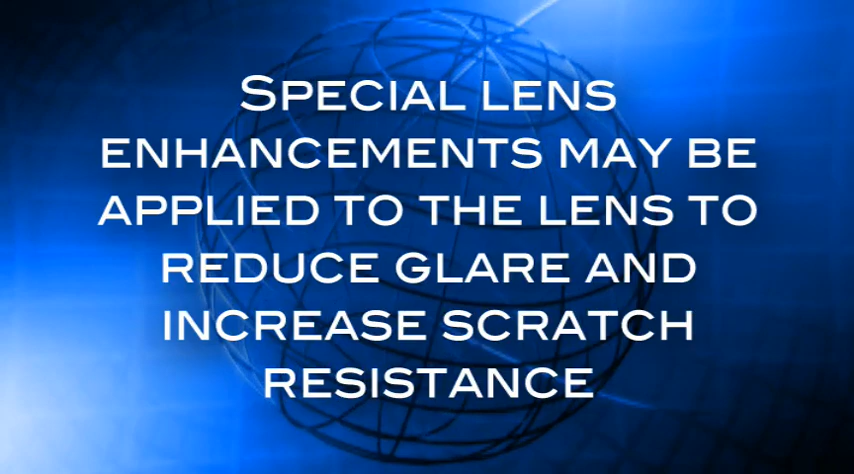 Special lens
enhancements may be
applied to the lens to
reduce glare and
increase scratch
resistance